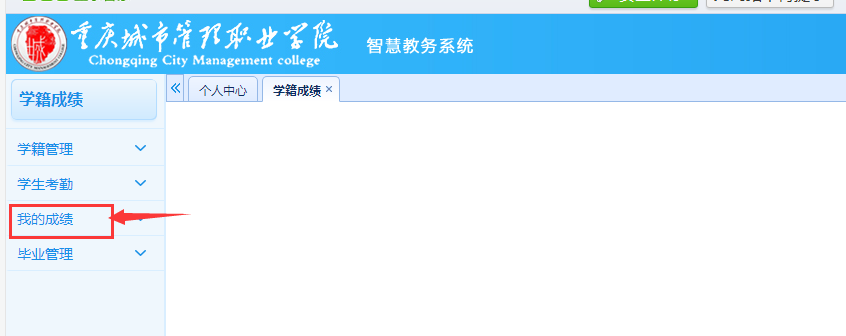 重庆城市管理职业学院
Chongqing City Management college
智慧教务系统
学籍成绩
个人中心
学籍成绩
学籍管理
学生考勤
我的成绩
毕业管理